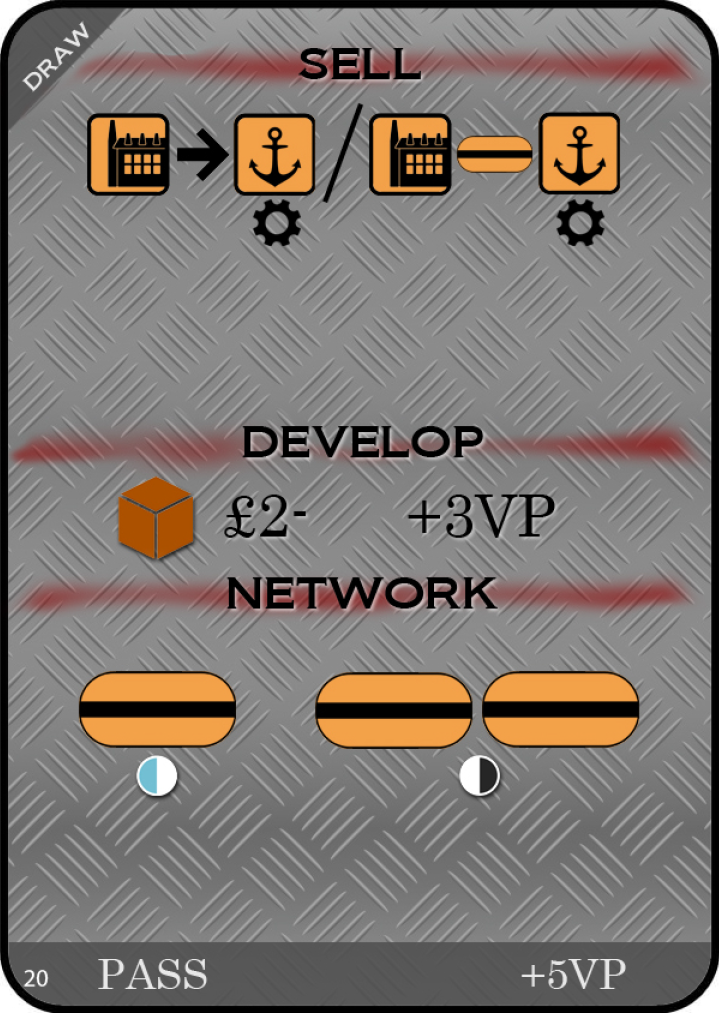 DRAW
SELL
DEVELOP
£2- +3VP
NETWORK
20 PASS +5VP